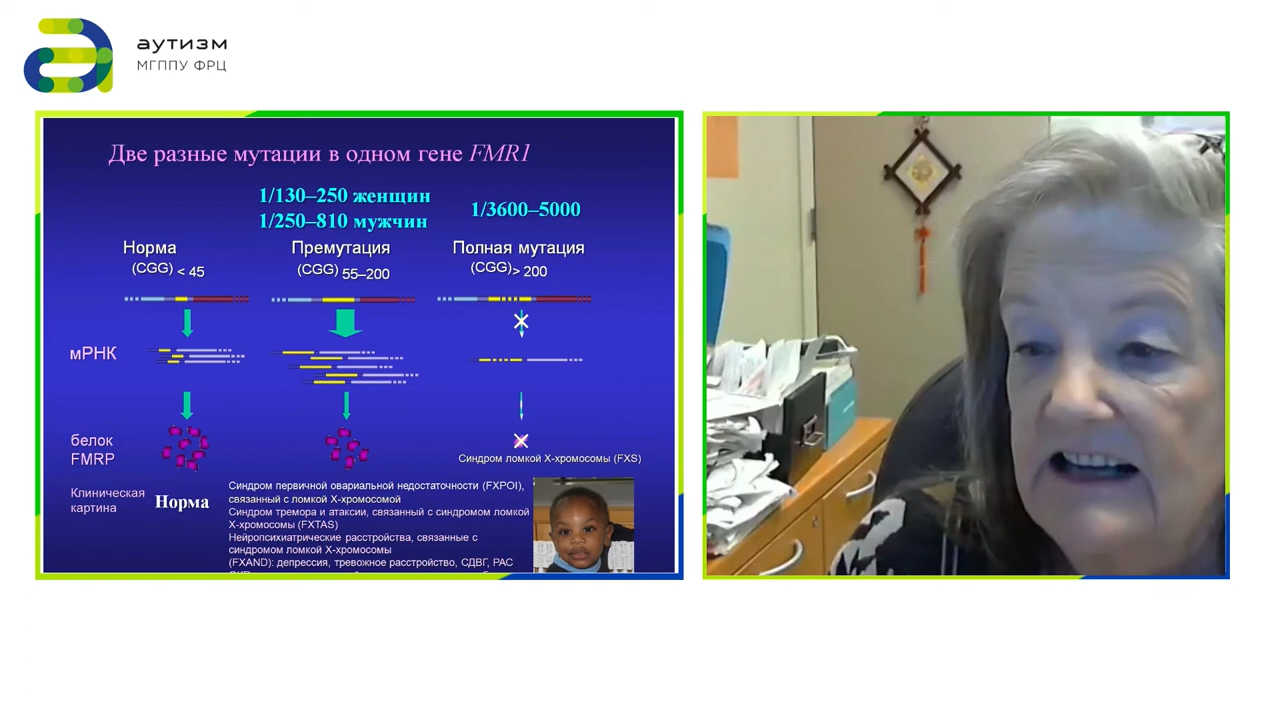 аутизм
МГППУ ФРЦ
Две разные мутации в одном гене FMR1
1/130–250 женщин
1/250–810 мужчин
1/3600–5000
Норма
(CGG) < 45
Премутация
(CGG) 55–200
Полная мутация
(CGG)> 200
мРНК
белок
FMRP
Синдром ломкой X-хромосомы (FXS)
Клиническая
картина
Норма
Синдром первичной овариальной недостаточности (FXPOI),
связанный с ломкой X-хромосомой
Синдром тремора и атаксии, связанный с синдромом ломкой
X-хромосомы (FXTAS)
Нейропсихиатрические расстройства, связанные с
синдромом ломкой X-хромосомы
(FXAND): депрессия, тревожное расстройство, СДВГ, РАС